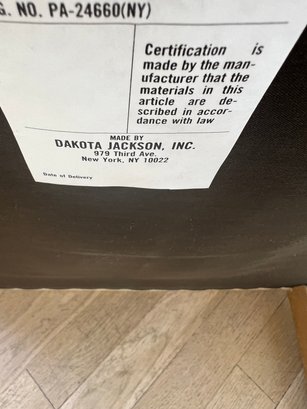 G. NO. PA-24660(NY)
Certification is
made by the man-
ufacturer that the
materials in this
article are de-
scribed in accor-
dance with law
MADE BY
DAKOTA JACKSON, INC.
979 Third Ave.
New York, NY 10022
Date of Delivery